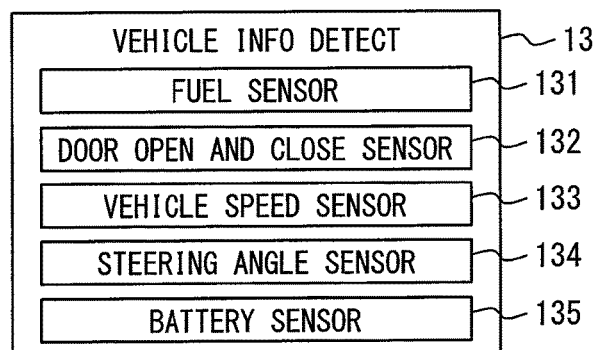 VEHICLE INFO DETECT 13
FUEL SENSOR 131
DOOR OPEN AND CLOSE SENSOR 132
VEHICLE SPEED SENSOR 133
STEERING ANGLE SENSOR 134
BATTERY SENSOR 135